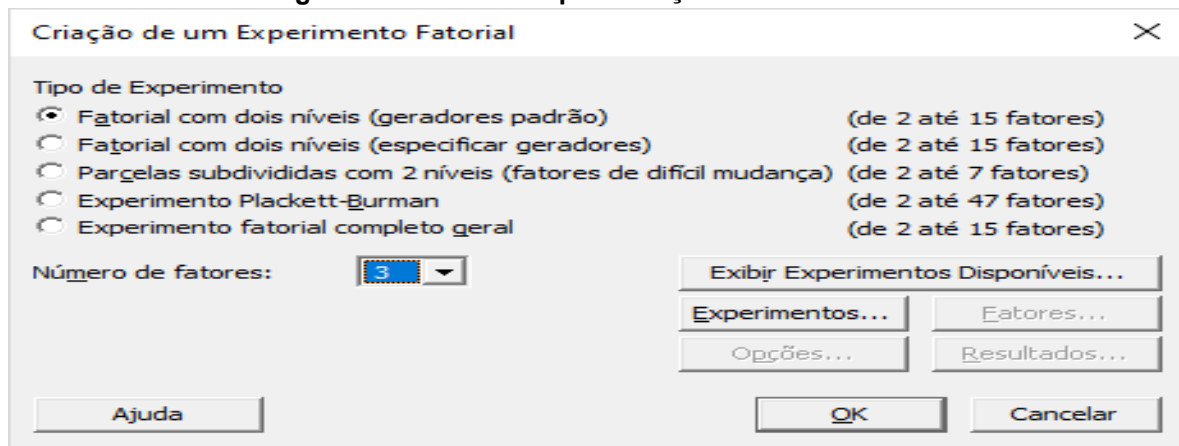 Criação de um Experimento Fatorial
Tipo de Experimento
Fatorial com dois níveis (geradores padrão) (de 2 até 15 fatores)
Fatorial com dois níveis (especificar geradores) (de 2 até 15 fatores)
Parcelas subdivididas com 2 níveis (fatores de difícil mudança) (de 2 até 7 fatores)
Experimento Plackett-Burman (de 2 até 47 fatores)
Experimento fatorial completo geral (de 2 até 15 fatores)
Número de fatores: 3 Exibir Experimentos Disponíveis...
Experimentos... Fatores...
Opções... Resultados...
Ajuda OK Cancelar